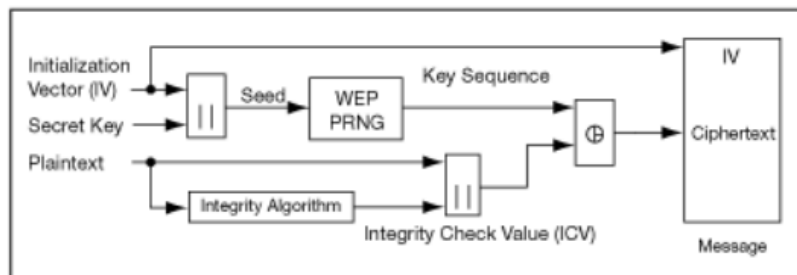 Initialization
Vector (IV)
Secret Key
Plaintext
||
Seed
WEP
PRNG
Key Sequence
Integrity Algorithm
||
Integrity Check Value (ICV)
IV
Ciphertext
Message